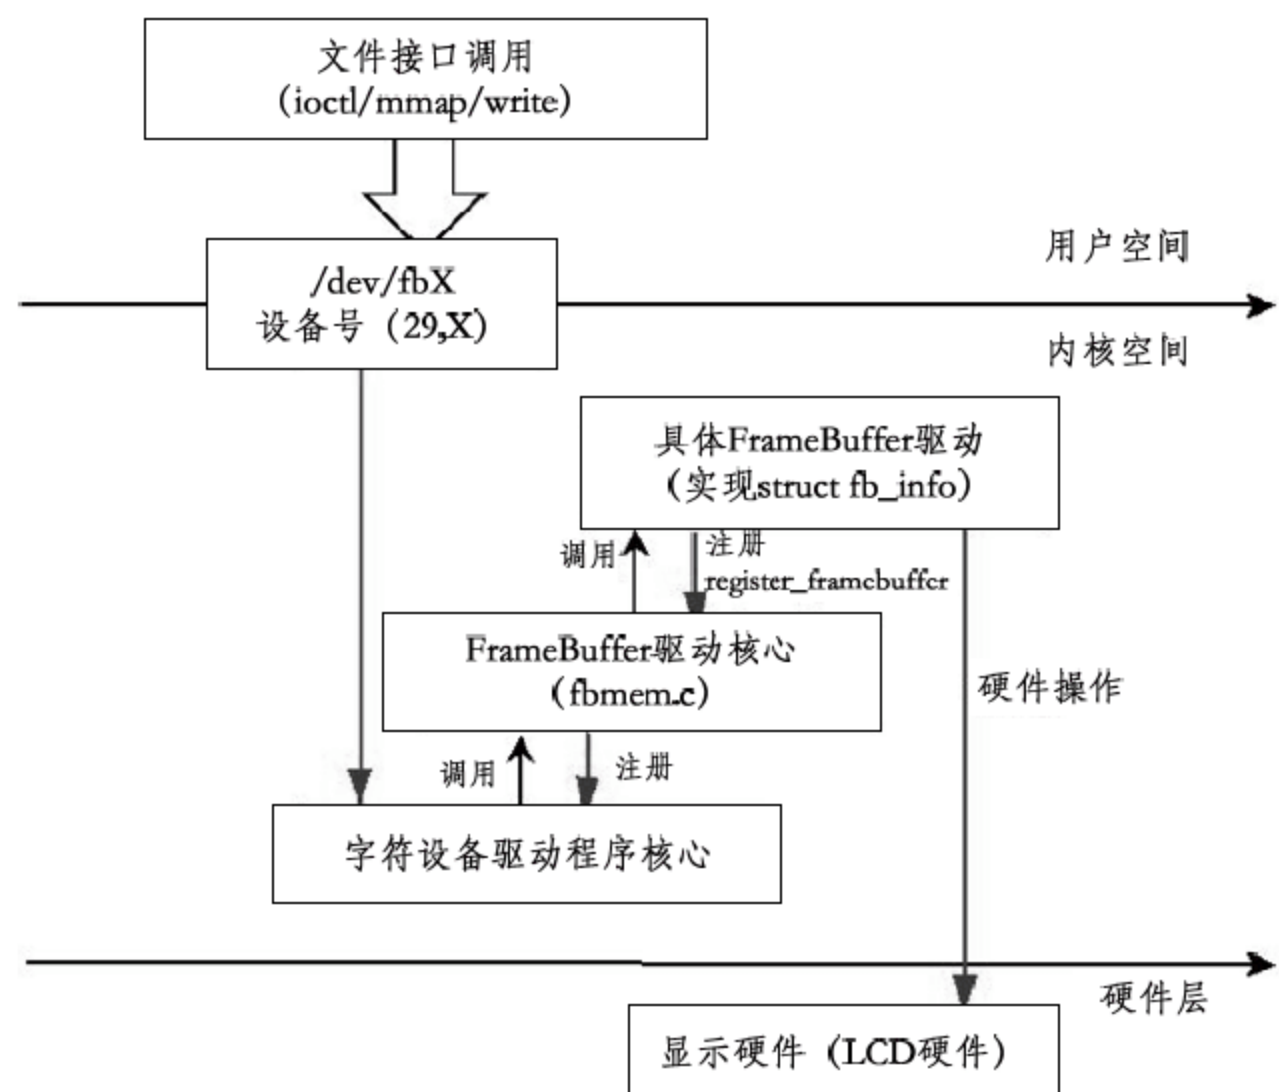 文件接口调用
(ioctl/mmap/write)
/dev/fbX
设备号 (29,X)
用户空间
内核空间
具体FrameBuffer驱动
(实现struct fb_info)
调用
注册
register_framebuffer
FrameBuffer驱动核心
(fbmem.c)
硬件操作
调用
注册
字符设备驱动程序核心
硬件层
显示硬件 (LCD硬件)